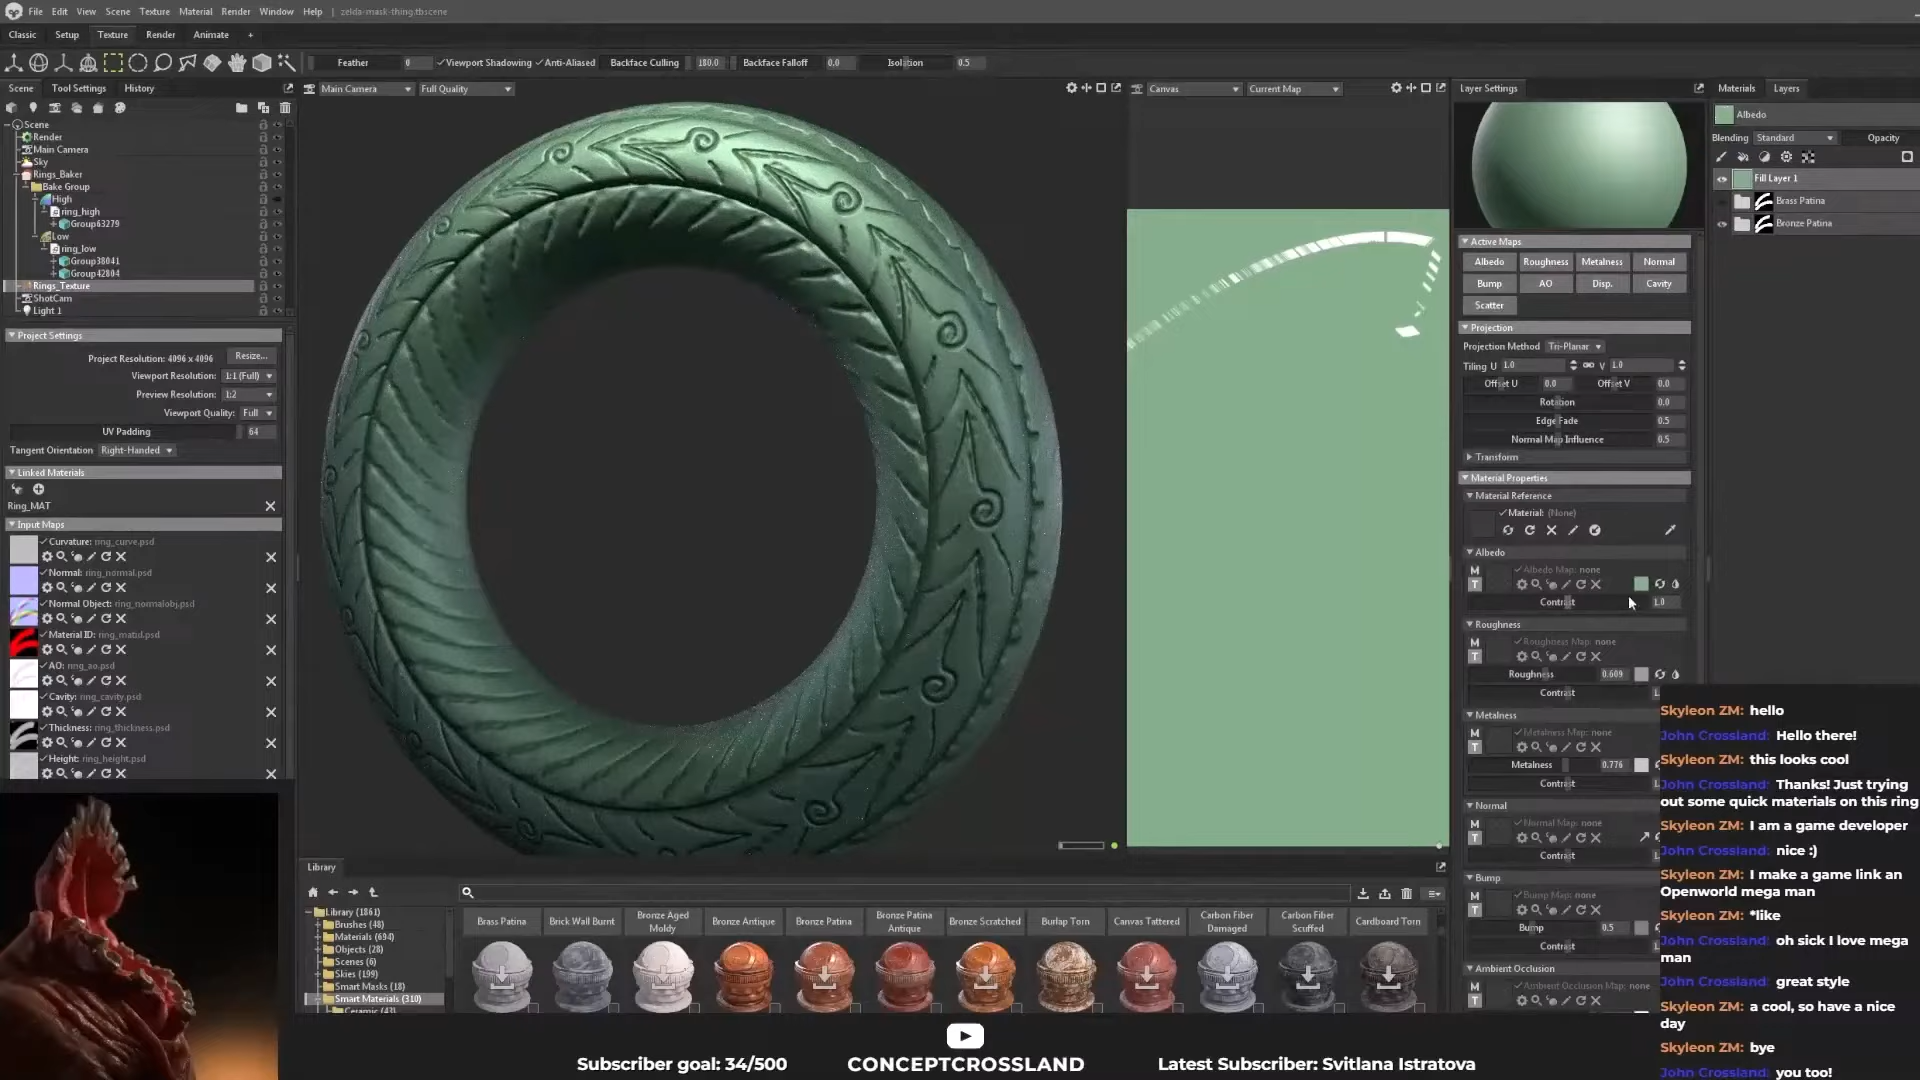 File Edit View Scene Texture Material Render Window Help zelda-mask-thing.tbscene
Classic Setup Texture Render Animate +
Feather 0 Viewport Shadowing Anti-Aliased Backface Culling 180.0 Backface Falloff 0.0 Isolation 0.5
Scene Tool Settings History
Main Camera Full Quality
Canvas Current Map
Layer Settings
Materials Layers
Scene
Render
Main Camera
Sky
Rings_Baker
Bake Group
High
ring_high
Group63279
Low
ring_low
Group38041
Group42804
Rings_Texture
ShotCam
Light 1
Project Settings
Project Resolution: 4096 x 4096 Resize...
Viewport Resolution: 1:1 (Full)
Preview Resolution: 1:2
Viewport Quality: Full
UV Padding 64
Tangent Orientation Right-Handed
Linked Materials
Ring_MAT
Input Maps
Curvature: ring_curve.psd
Normal: ring_normal.psd
Normal Object: ring_normalobj.psd
Material ID: ring_matid.psd
AO: ring_ao.psd
Cavity: ring_cavity.psd
Thickness: ring_thickness.psd
Height: ring_height.psd
Albedo
Blending Standard Opacity
Fill Layer 1
Brass Patina
Bronze Patina
Active Maps
Albedo Roughness Metalness Normal
Bump AO Disp. Cavity
Scatter
Projection
Projection Method Tri-Planar
Tiling U 1.0 V 1.0
Offset U 0.0 Offset V 0.0
Rotation 0.0
Edge Fade 0.5
Normal Map Influence 0.5
Transform
Material Properties
Material Reference
Material: (None)
Albedo
M Albedo Map: none
T
Contrast 1.0
Roughness
M Roughness Map: none
T
Roughness 0.609
Contrast
Metalness
M Metalness Map: none
T
Metalness 0.776
Contrast
Normal
M Normal Map: none
T
Contrast
Bump
M Bump Map: none
T
Bump 0.5
Contrast
Ambient Occlusion
M Ambient Occlusion Map: none
T
Library
Library (1861)
Brushes (48)
Materials (694)
Objects (28)
Scenes (6)
Skies (199)
Smart Masks (18)
Smart Materials (310)
Ceramic (43)
Brass Patina
Brick Wall Burnt
Bronze Aged Moldy
Bronze Antique
Bronze Patina
Bronze Patina Antique
Bronze Scratched
Burlap Torn
Canvas Tattered
Carbon Fiber Damaged
Carbon Fiber Scuffed
Cardboard Torn
Skyleon ZM: hello
John Crossland: Hello there!
Skyleon ZM: this looks cool
John Crossland: Thanks! Just trying
out some quick materials on this ring
Skyleon ZM: I am a game developer
John Crossland: nice :)
Skyleon ZM: I make a game link an
Openworld mega man
Skyleon ZM: *like
John Crossland: oh sick I love mega
man
John Crossland: great style
Skyleon ZM: a cool, so have a nice
day
Skyleon ZM: bye
John Crossland: you too!
Subscriber goal: 34/500 CONCEPTCROSSLAND Latest Subscriber: Svitlana Istratova